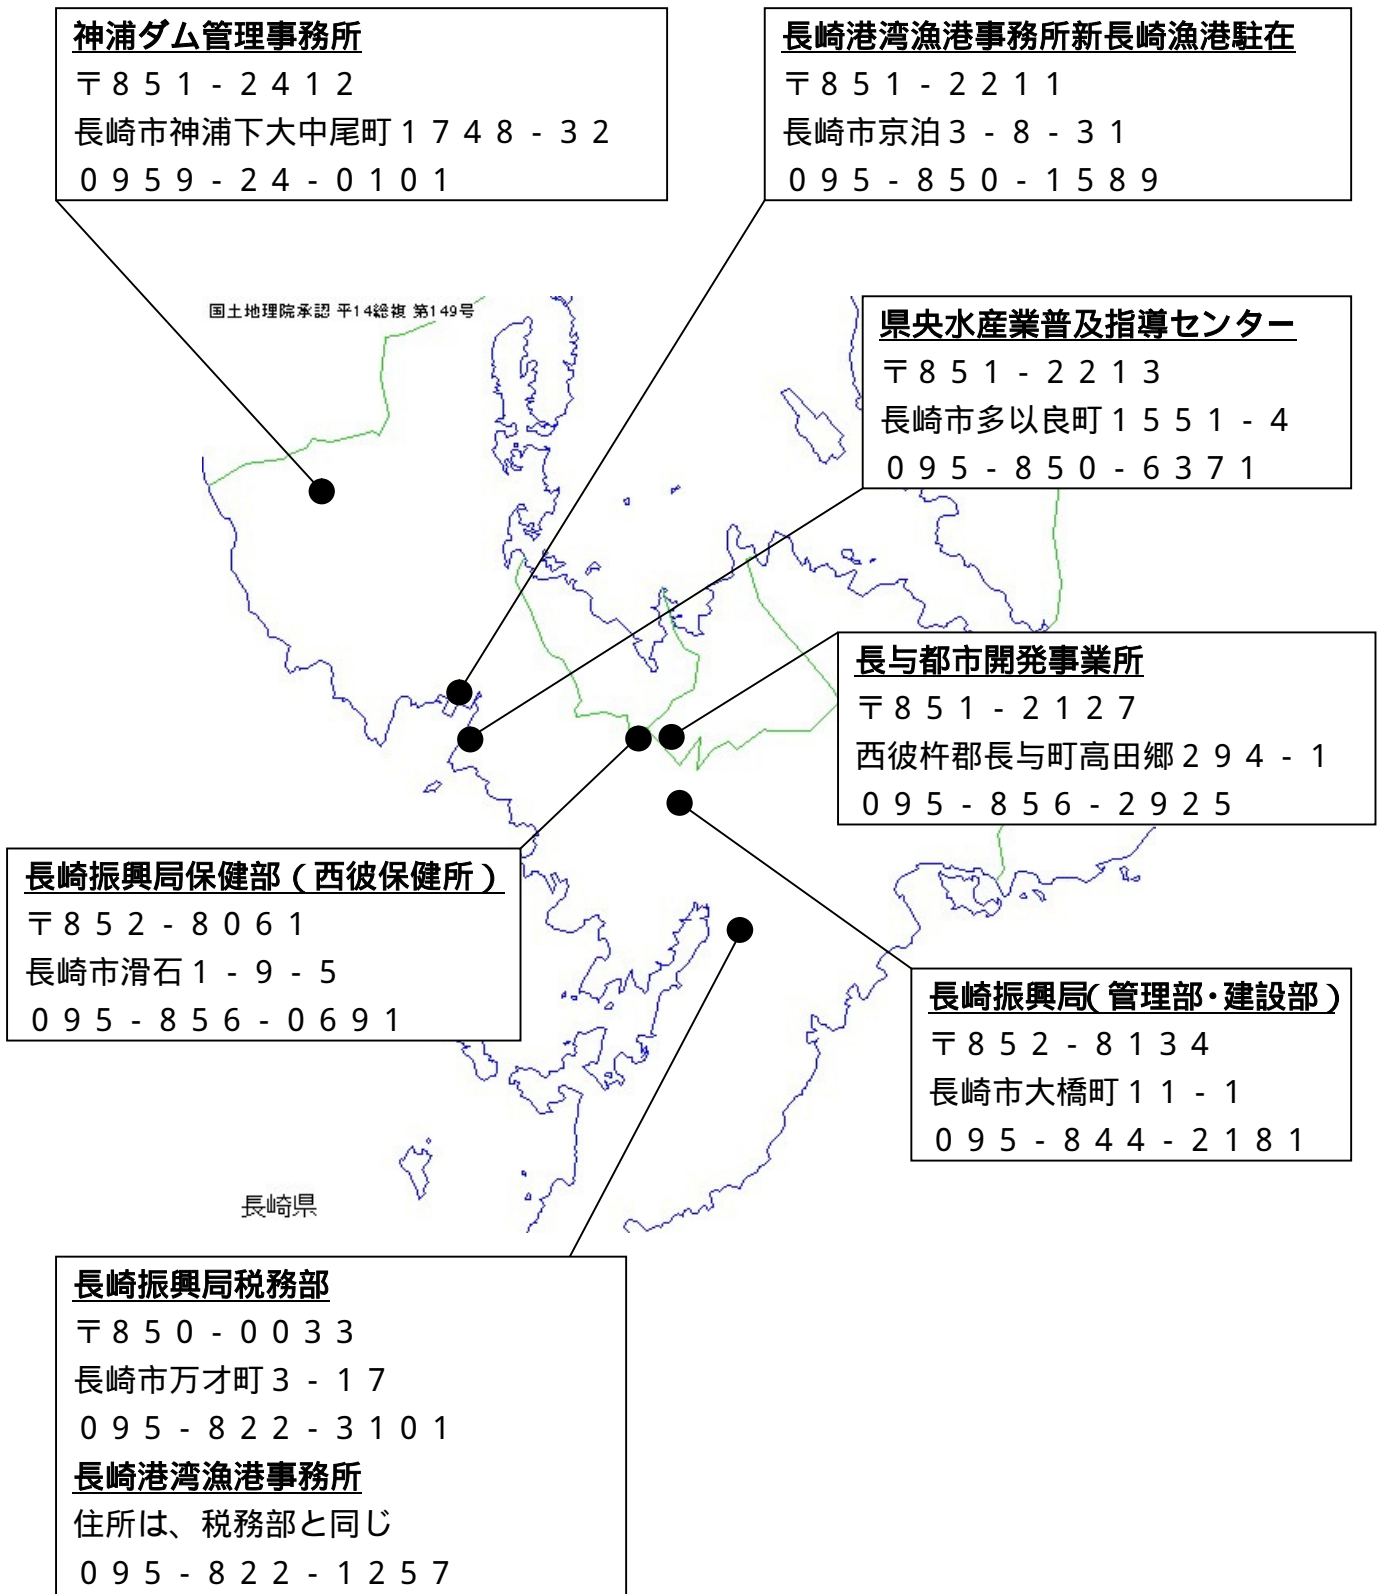 神浦ダム管理事務所
〒８５１-２４１２
長崎市神浦下大中尾町１７４８-３２
０９５９-２４-０１０１
長崎港湾漁港事務所新長崎漁港駐在
〒８５１-２２１１
長崎市京泊３-８-３１
０９５-８５０-１５８９
国土地理院承認 平14総複 第149号
県央水産業普及指導センター
〒８５１-２２１３
長崎市多以良町１５５１-４
０９５-８５０-６３７１
長与都市開発事業所
〒８５１-２１２７
西彼杵郡長与町高田郷２９４-１
０９５-８５６-２９２５
長崎振興局保健部（西彼保健所）
〒８５２-８０６１
長崎市滑石１-９-５
０９５-８５６-０６９１
長崎振興局（管理部･建設部）
〒８５２-８１３４
長崎市大橋町１１-１
０９５-８４４-２１８１
長崎県
長崎振興局税務部
〒８５０-００３３
長崎市万才町３-１７
０９５-８２２-３１０１
長崎港湾漁港事務所
住所は、税務部と同じ
０９５-８２２-１２５７